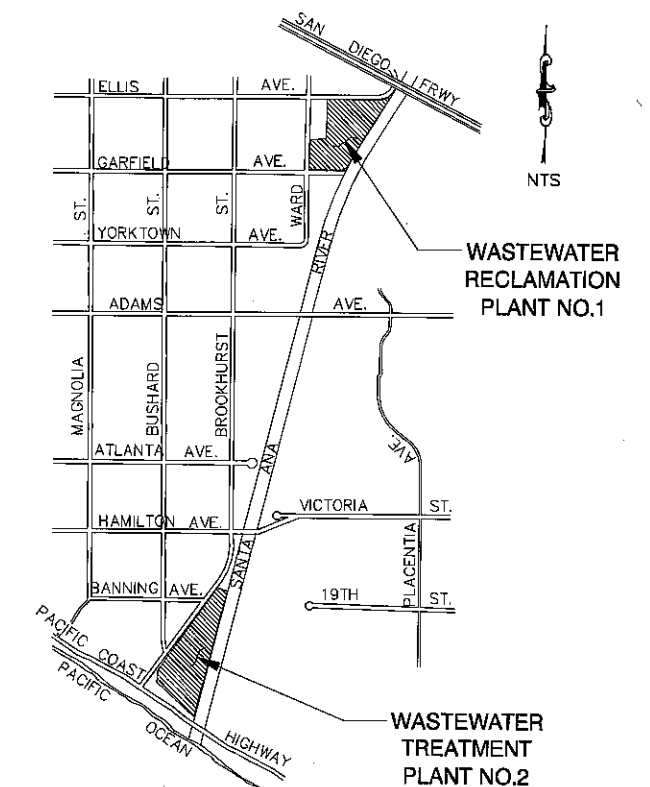 SAN DIEGO FRWY
ELLIS AVE.
NTS
GARFIELD AVE.
ST.
ST.
ST.
WARD
YORKTOWN AVE.
RIVER
WASTEWATER
RECLAMATION
PLANT NO.1
ADAMS AVE.
MAGNOLIA
BUSHARD
BROOKHURST
ATLANTA AVE.
ANA
AVE.
VICTORIA ST.
HAMILTON AVE.
SANTA
PLACENTIA
BANNING AVE.
19TH ST.
PACIFIC COAST HIGHWAY
PACIFIC OCEAN
WASTEWATER
TREATMENT
PLANT NO.2